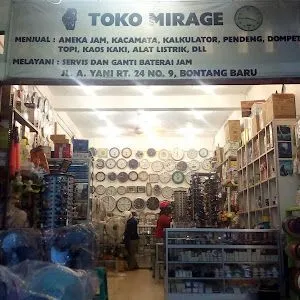 TOKO MIRAGE
MENJUAL : ANEKA JAM, KACAMATA, KALKULATOR, PENDENG, DOMPET
TOPI, KAOS KAKI, ALAT LISTRIK, DLL
MELAYANI : SERVIS DAN GANTI BATERAI JAM
JL. A. YANI RT. 24 NO. 9, BONTANG BARU